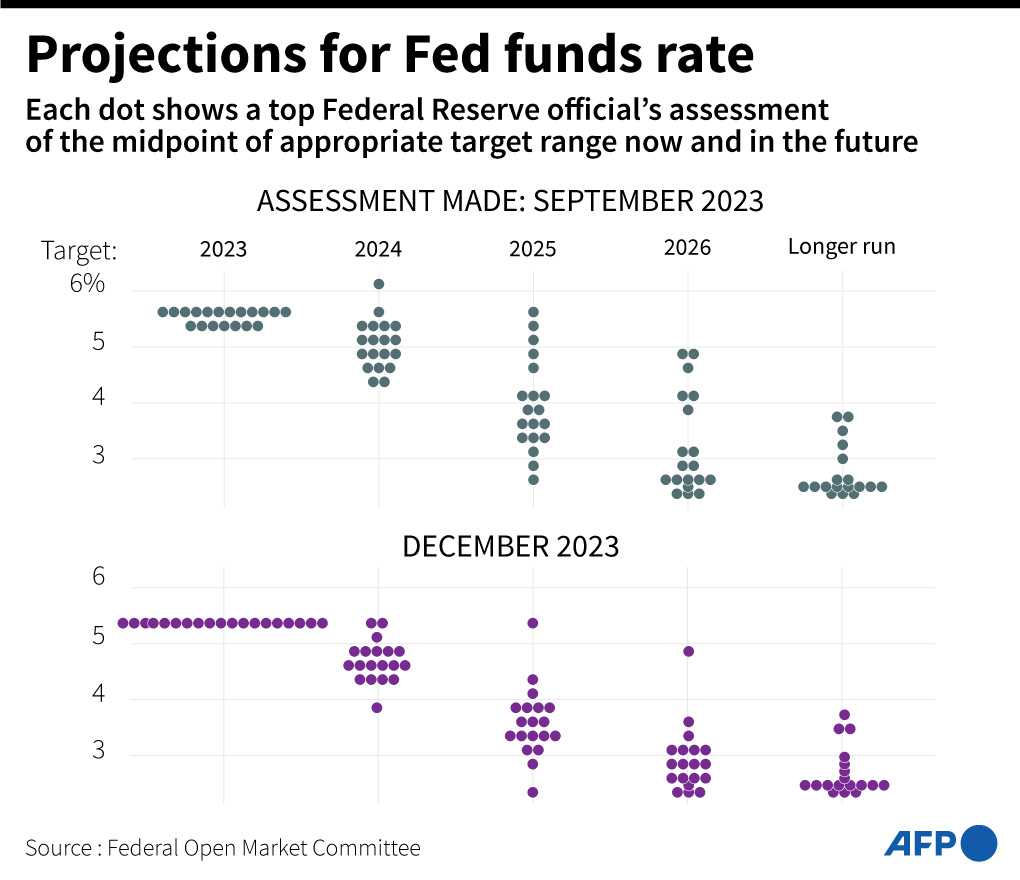 Projections for Fed funds rate
Each dot shows a top Federal Reserve official’s assessment
of the midpoint of appropriate target range now and in the future
ASSESSMENT MADE: SEPTEMBER 2023
Target: 2023 2024 2025 2026 Longer run
6%
5
4
3
DECEMBER 2023
6
5
4
3
Source : Federal Open Market Committee
AFP